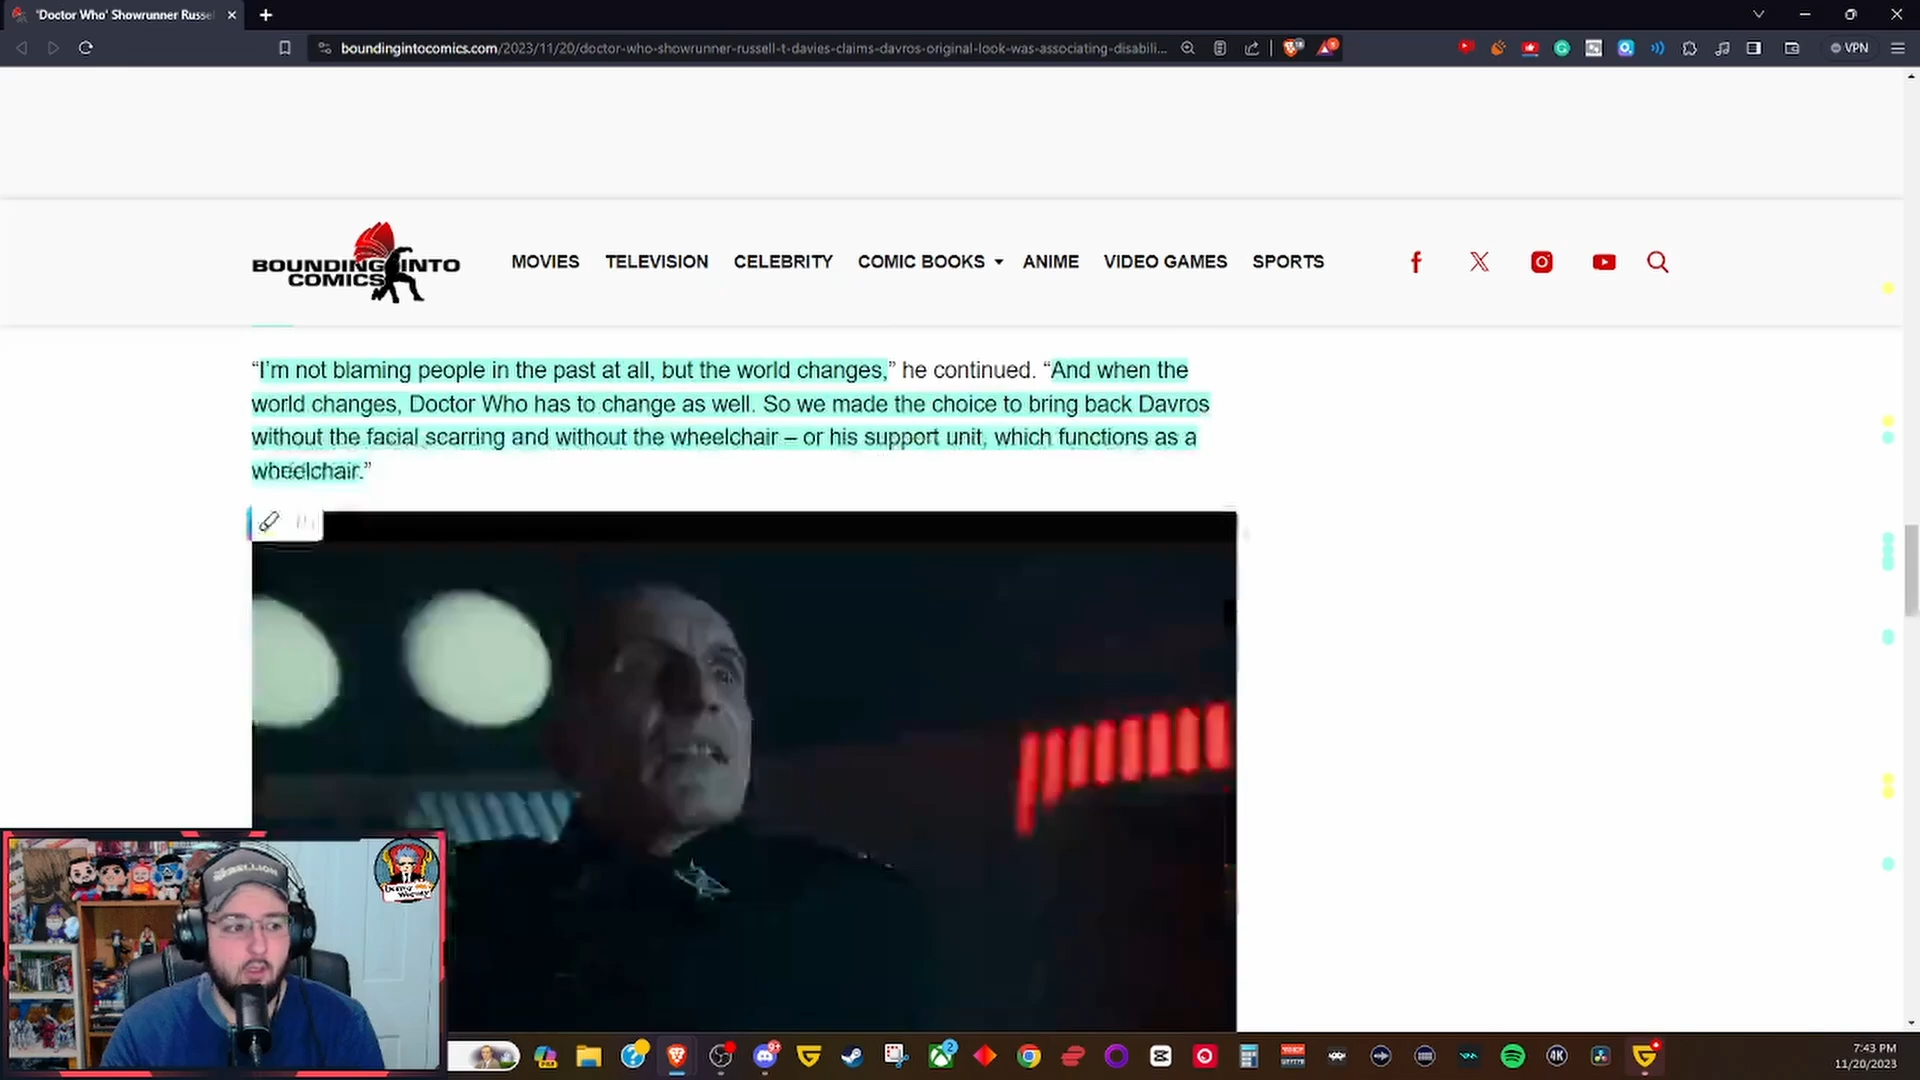 'Doctor Who' Showrunner Russel
boundingintocomics.com/2023/11/20/doctor-who-showrunner-russell-t-davies-claims-davros-original-look-was-associating-disabili...
VPN
BOUNDING INTO
COMICS
MOVIES TELEVISION CELEBRITY COMIC BOOKS ANIME VIDEO GAMES SPORTS
“I’m not blaming people in the past at all, but the world changes,” he continued. “And when the
world changes, Doctor Who has to change as well. So we made the choice to bring back Davros
without the facial scarring and without the wheelchair – or his support unit, which functions as a
wheelchair.”
7:43 PM
11/20/2023